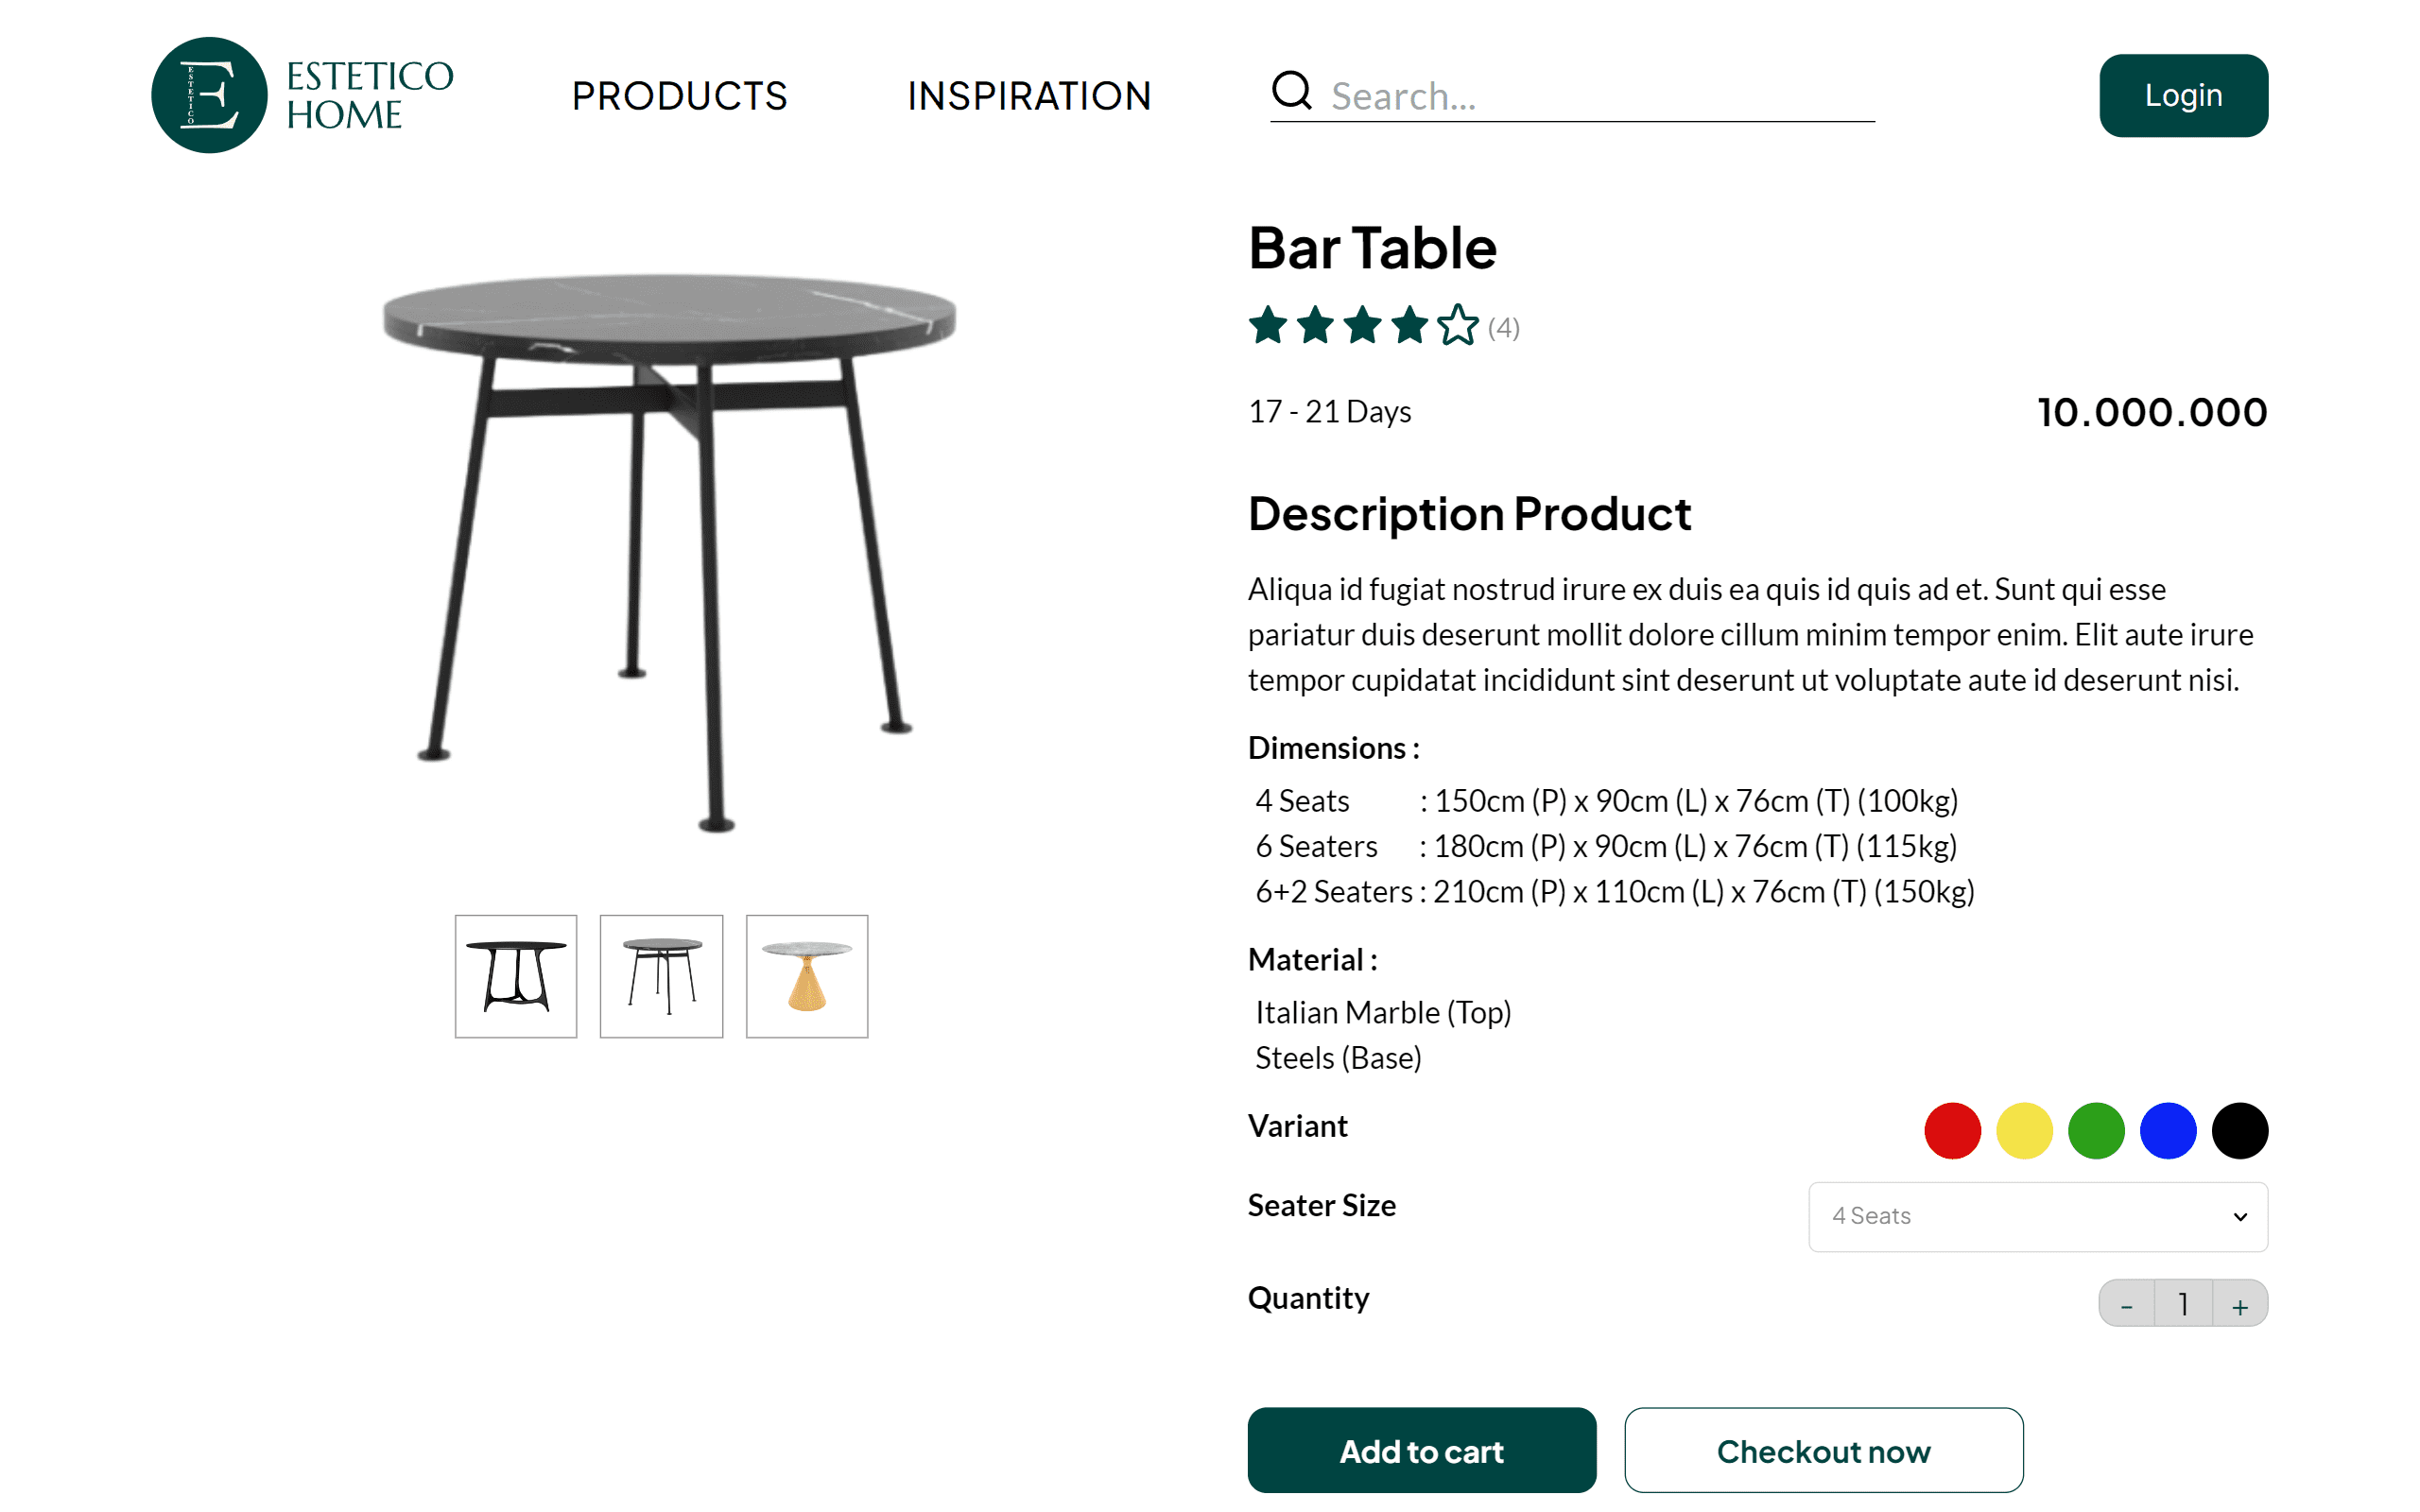 ESTETICO
ESTETICO
HOME
PRODUCTS
INSPIRATION
Search...
Login
Bar Table
(4)
17 - 21 Days
10.000.000
Description Product
Aliqua id fugiat nostrud irure ex duis ea quis id quis ad et. Sunt qui esse
pariatur duis deserunt mollit dolore cillum minim tempor enim. Elit aute irure
tempor cupidatat incididunt sint deserunt ut voluptate aute id deserunt nisi.
Dimensions :
4 Seats : 150cm (P) x 90cm (L) x 76cm (T) (100kg)
6 Seaters : 180cm (P) x 90cm (L) x 76cm (T) (115kg)
6+2 Seaters : 210cm (P) x 110cm (L) x 76cm (T) (150kg)
Material :
Italian Marble (Top)
Steels (Base)
Variant
Seater Size
4 Seats
Quantity
- 1 +
Add to cart
Checkout now